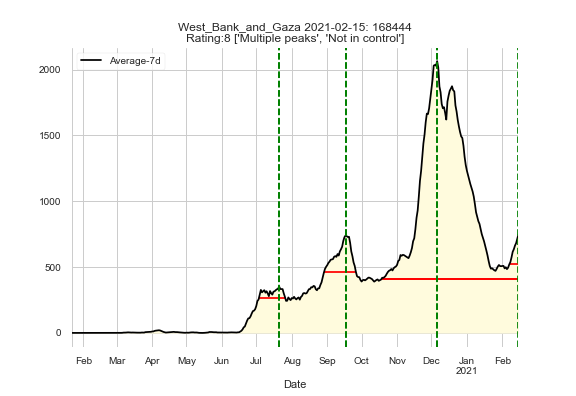 West_Bank_and_Gaza 2021-02-15: 168444
Rating:8 ['Multiple peaks', 'Not in control']
Average-7d
2000
1500
1000
500
0
Feb Mar Apr May Jun Jul Aug Sep Oct Nov Dec Jan Feb
2021
Date